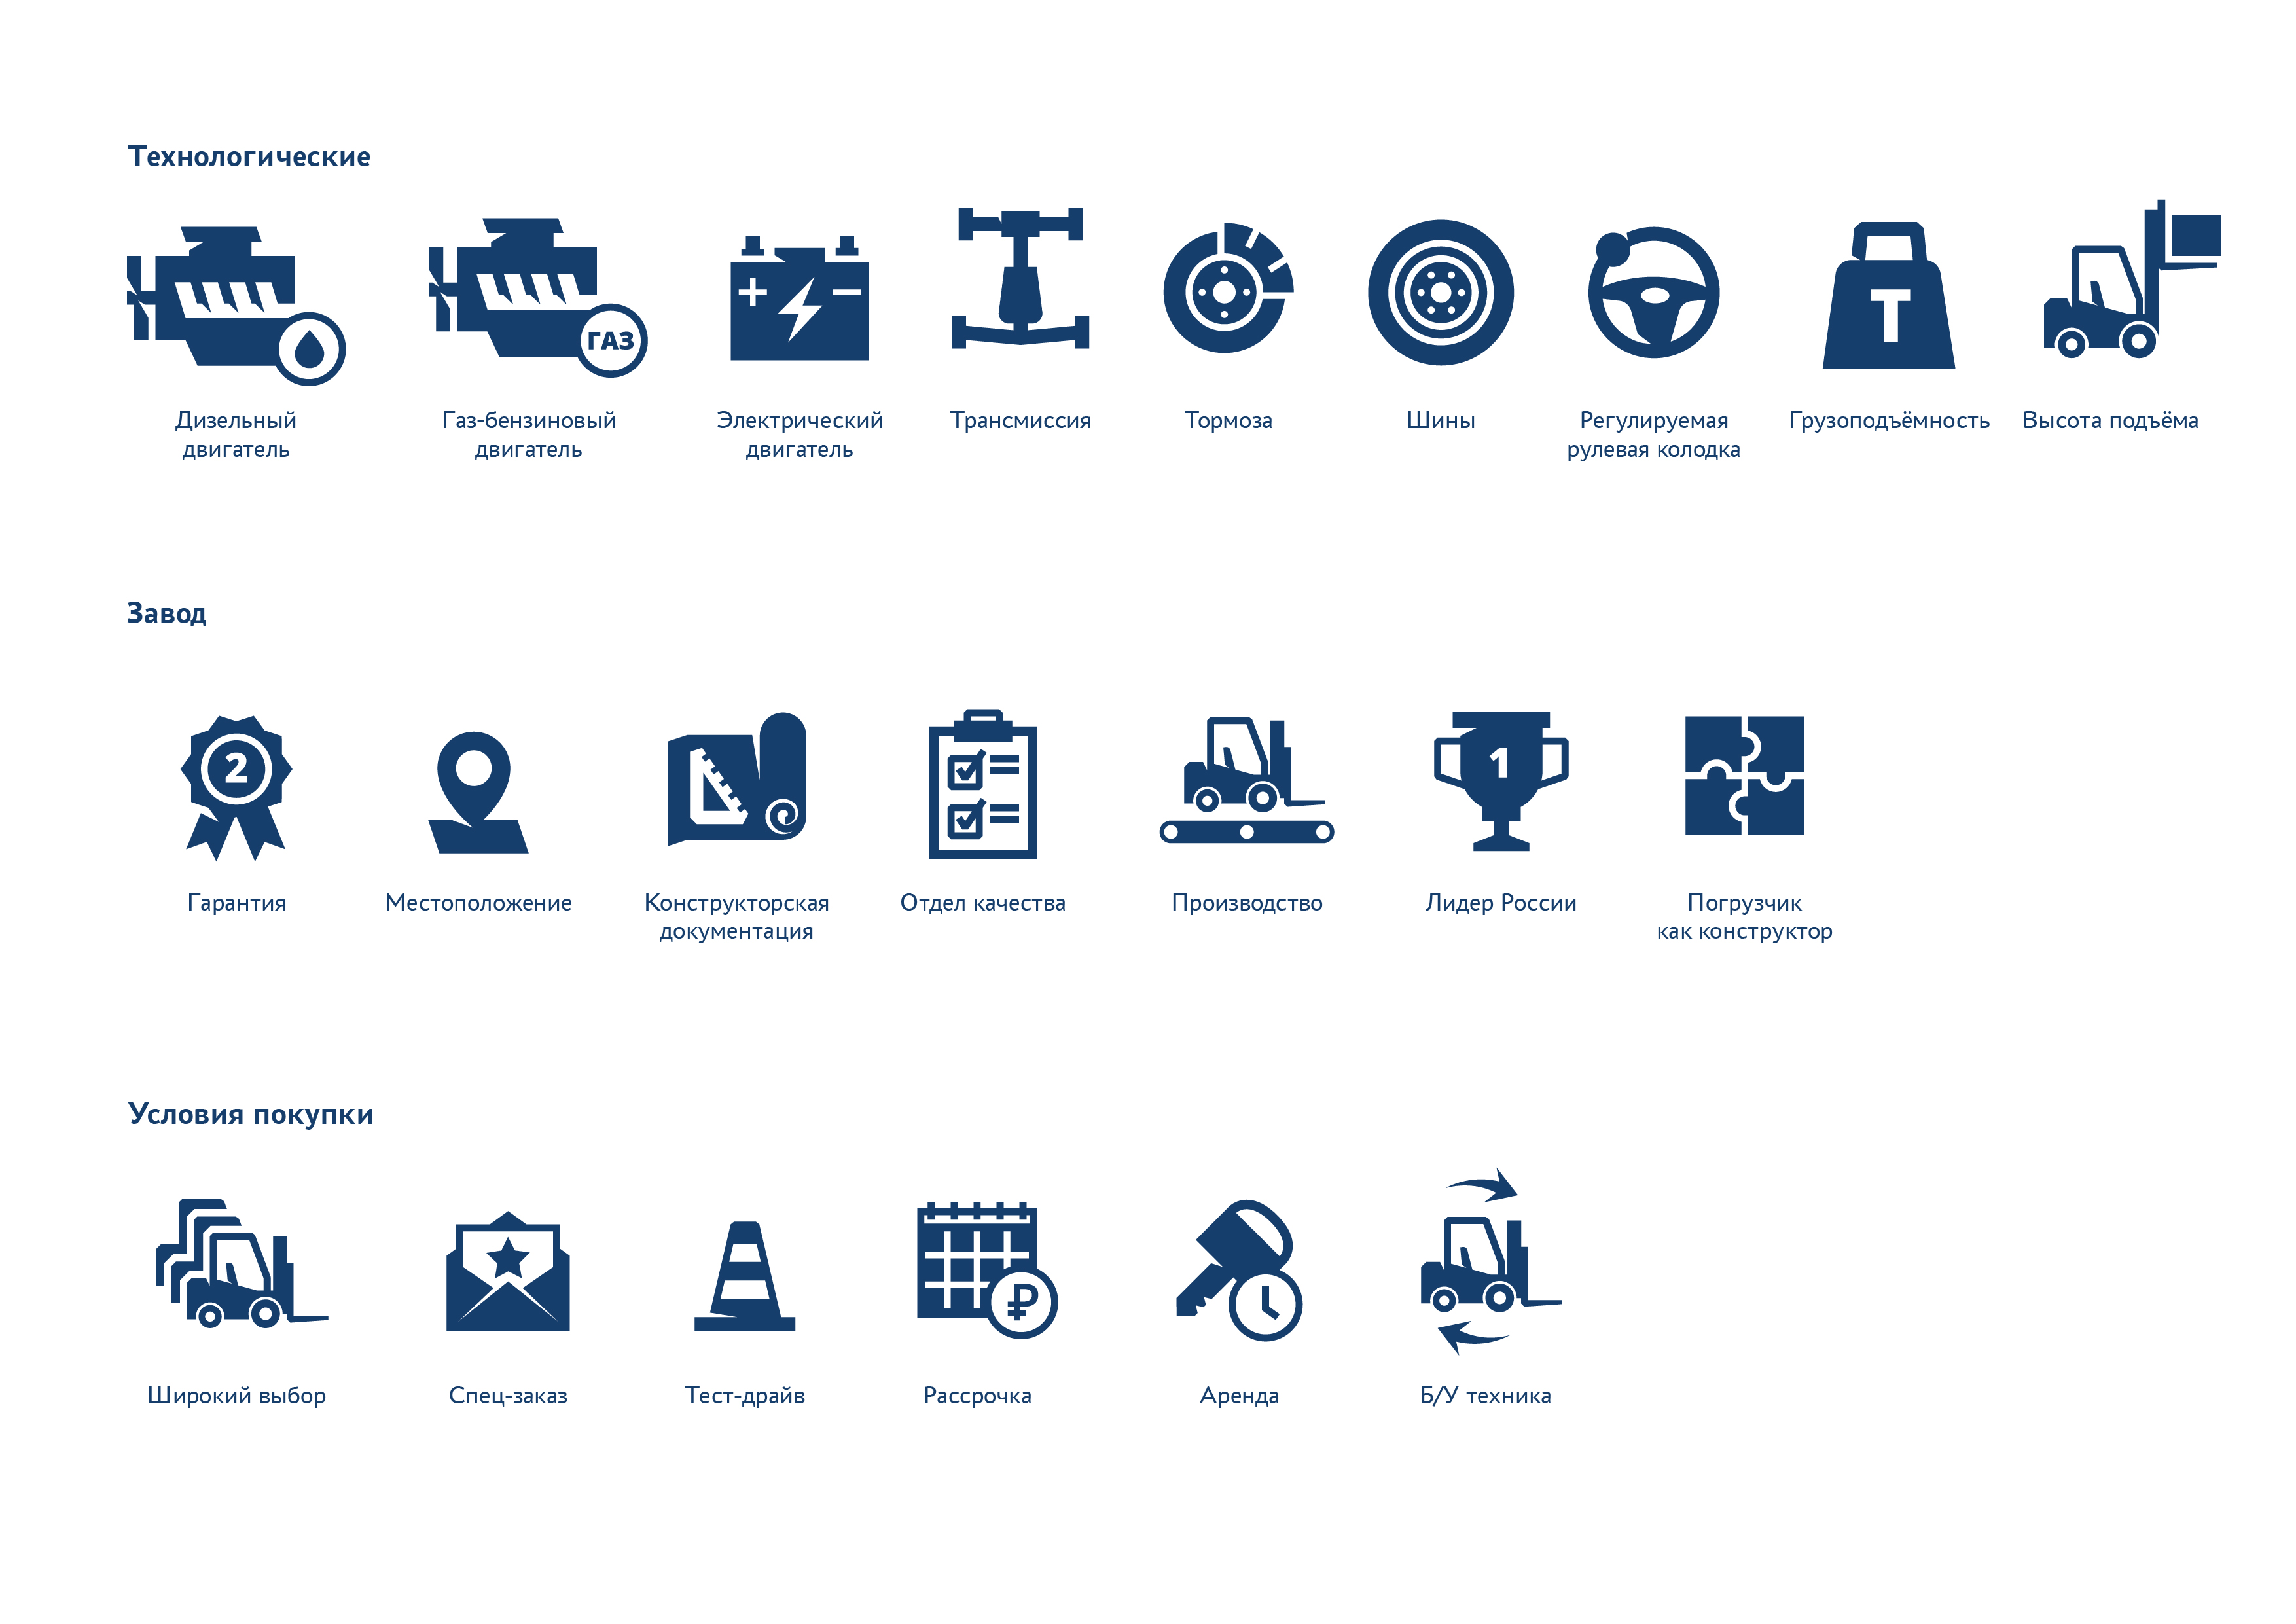 Технологические
ГАЗ
Т
Дизельный
двигатель
Газ-бензиновый
двигатель
Электрический
двигатель
Трансмиссия
Тормоза
Шины
Регулируемая
рулевая колодка
Грузоподъёмность
Высота подъёма
Завод
2
1
Гарантия
Местоположение
Конструкторская
документация
Отдел качества
Производство
Лидер России
Погрузчик
как конструктор
Условия покупки
₽
Широкий выбор
Спец-заказ
Тест-драйв
Рассрочка
Аренда
Б/У техника